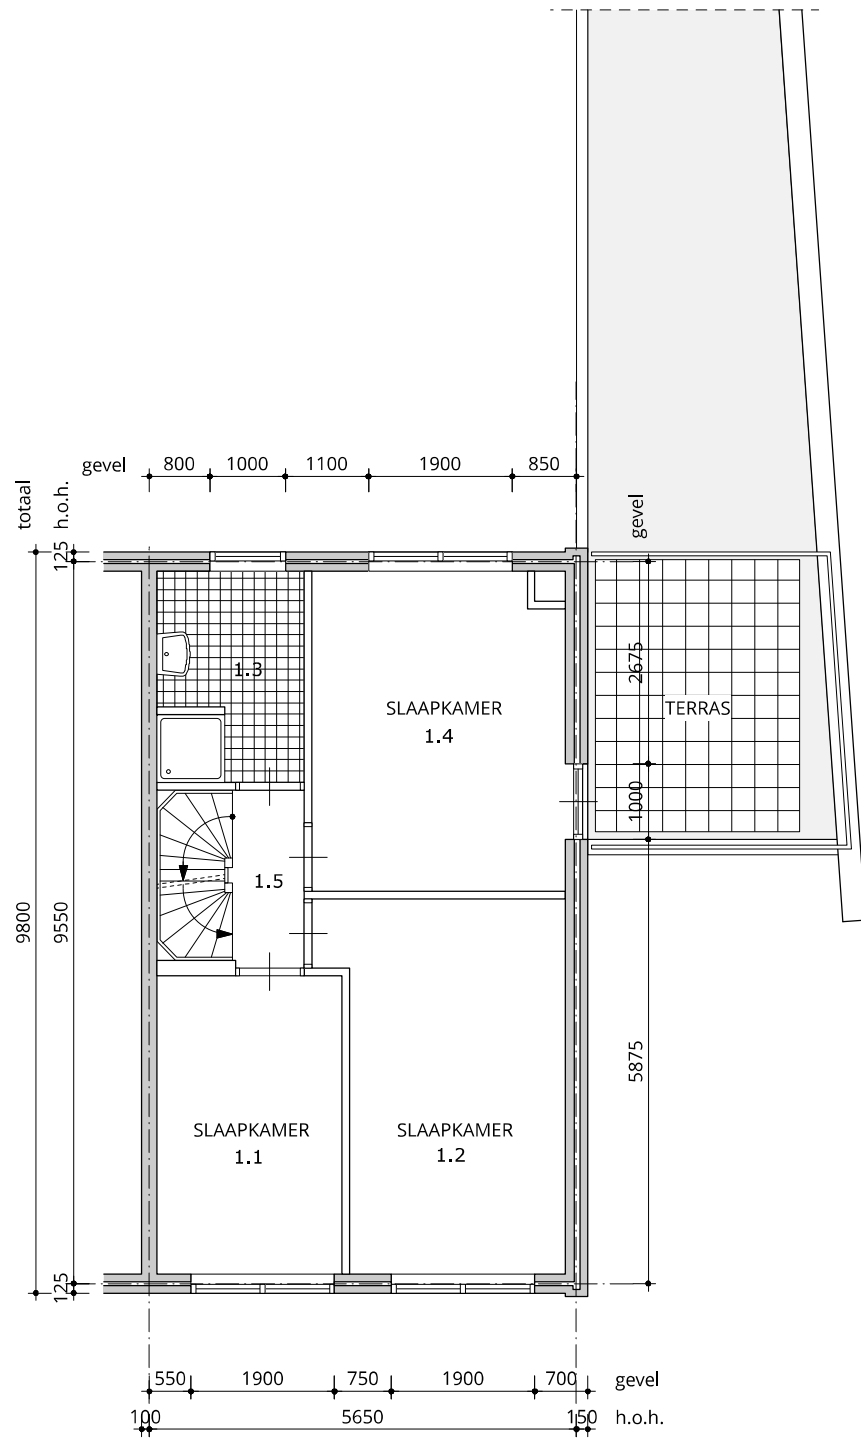 gevel 800 1000 1100 1900 850
totaal
h.o.h.
gevel
125
2675
1.3
SLAAPKAMER
1.4
TERRAS
1000
1.5
9800
9550
5875
SLAAPKAMER
1.1
SLAAPKAMER
1.2
125
550 1900 750 1900 700 gevel
100 5650 150 h.o.h.